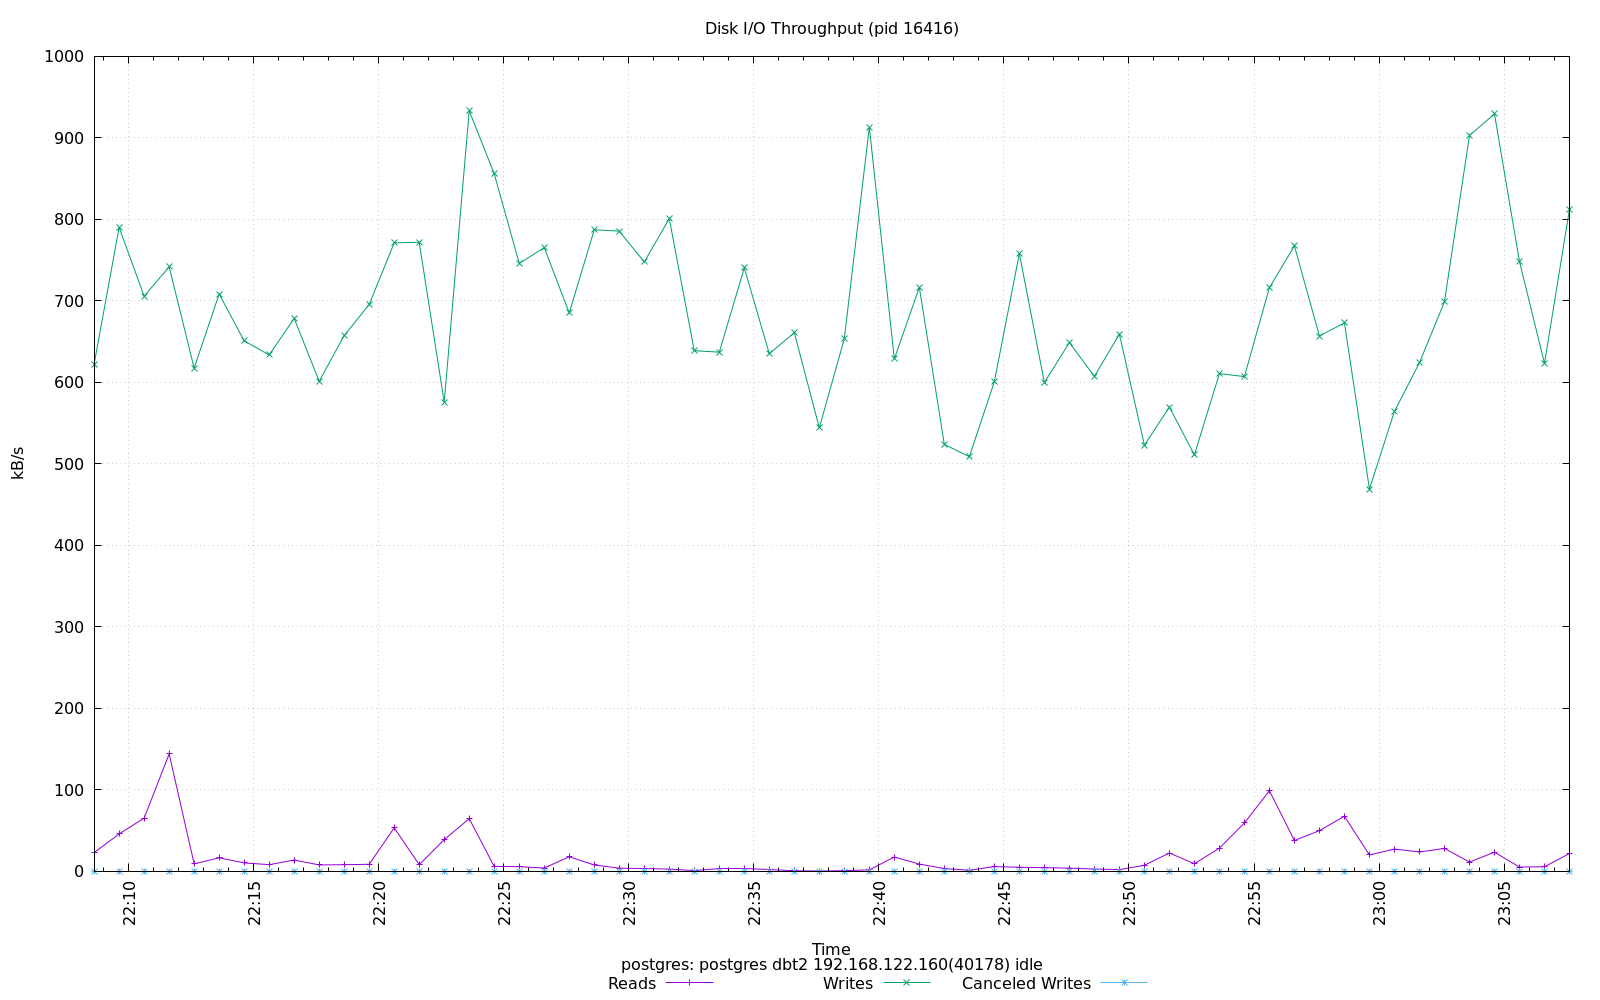 Disk I/O Throughput (pid 16416)
1000
900
800
700
600
500
400
300
200
100
0
kB/s
22:10 22:15 22:20 22:25 22:30 22:35 22:40 22:45 22:50 22:55 23:00 23:05
Time
postgres: postgres dbt2 192.168.122.160(40178) idle
Reads Writes Canceled Writes